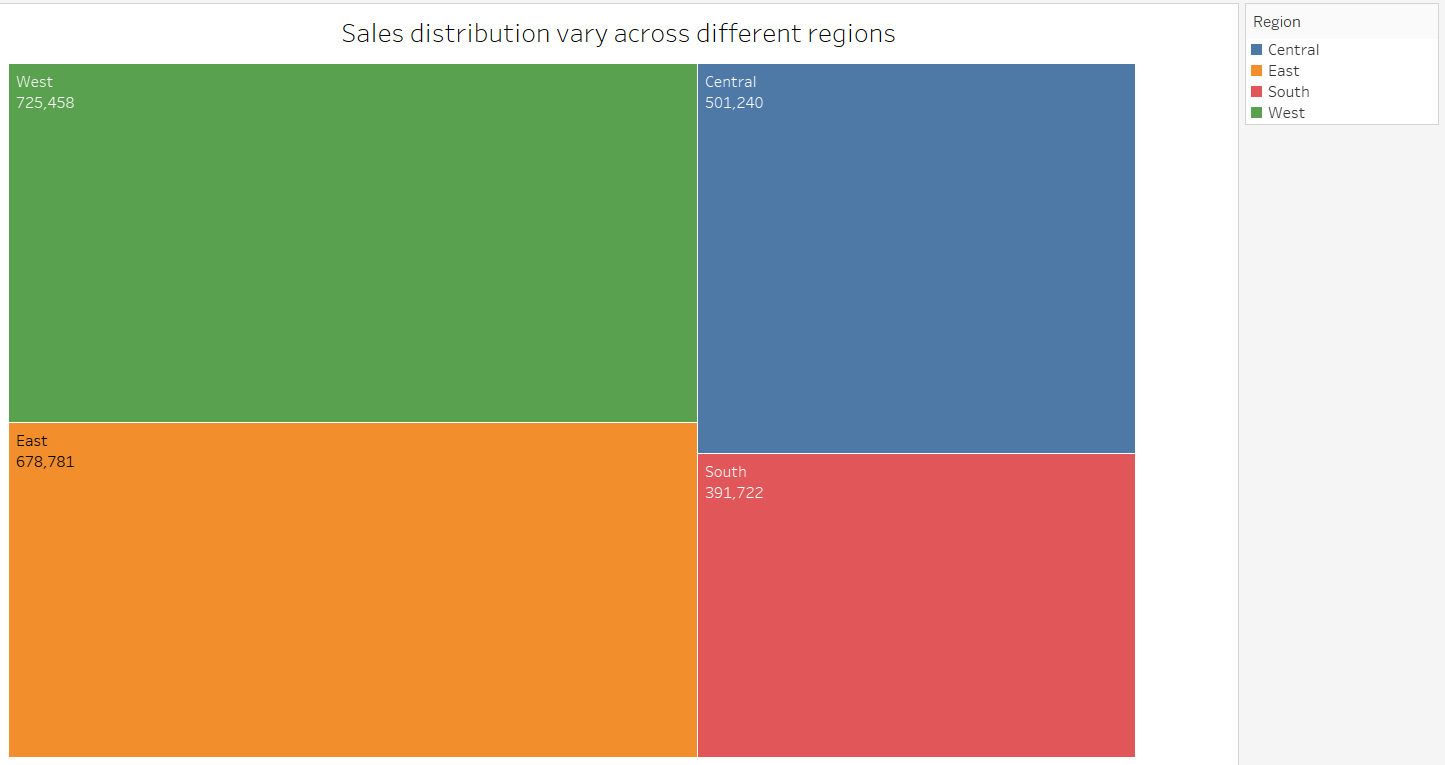 Sales distribution vary across different regions
West
725,458
Central
501,240
East
678,781
South
391,722
Region
Central
East
South
West